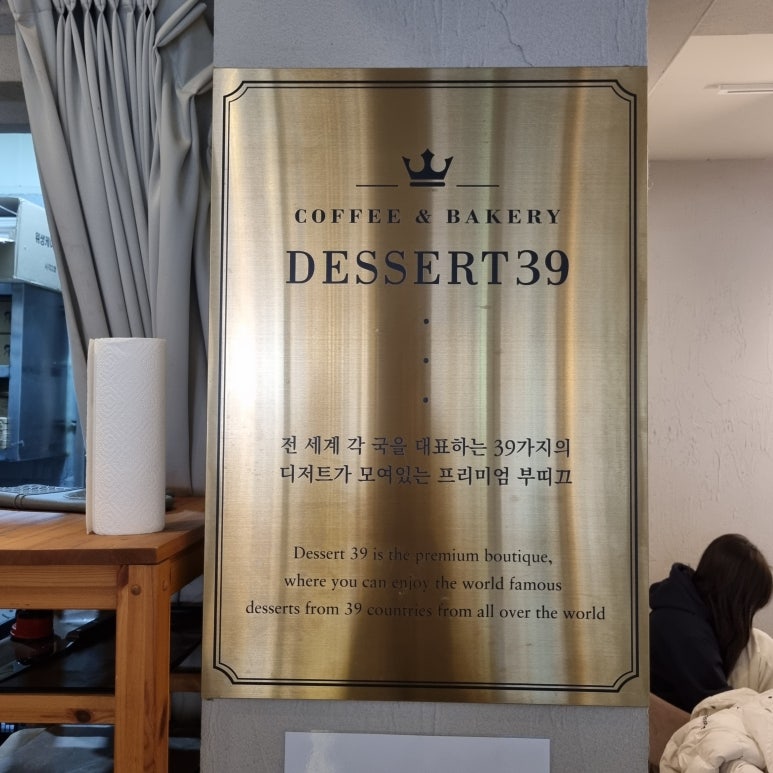 COFFEE & BAKERY
DESSERT39
전 세계 각 국을 대표하는 39가지의
디저트가 모여있는 프리미엄 부띠끄
Dessert 39 is the premium boutique,
where you can enjoy the world famous
desserts from 39 countries from all over the world